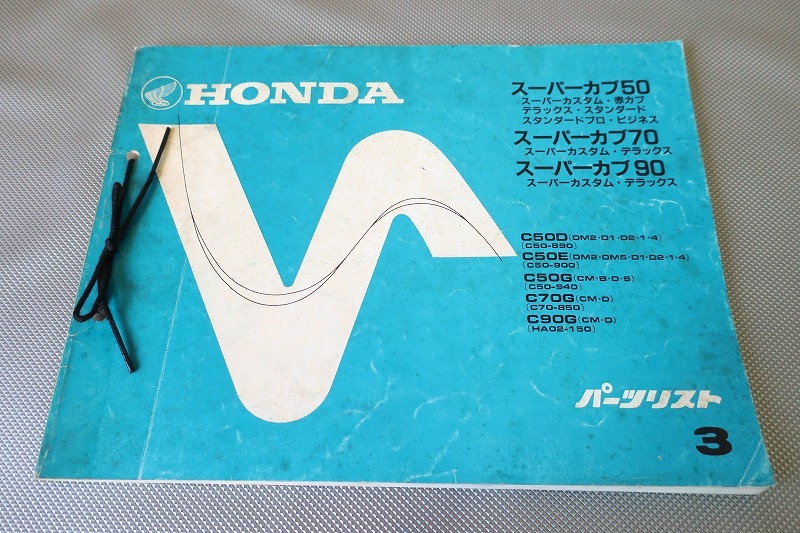 HONDA
スーパーカブ50
スーパーカスタム・赤カブ
デラックス・スタンダード
スタンダードプロ・ビジネス
スーパーカブ70
スーパーカスタム・デラックス
スーパーカブ90
スーパーカスタム・デラックス
C50D(DM2・D1・D2・1・4)
(C50-890)
C50E(DM2・DM5・D1・D2・1・4)
(C50-900)
C50G(CM・B・D・S)
(C50-940)
C70G(CM・D)
(C70-850)
C90G(CM・D)
(HA02-150)
パーツリスト
3